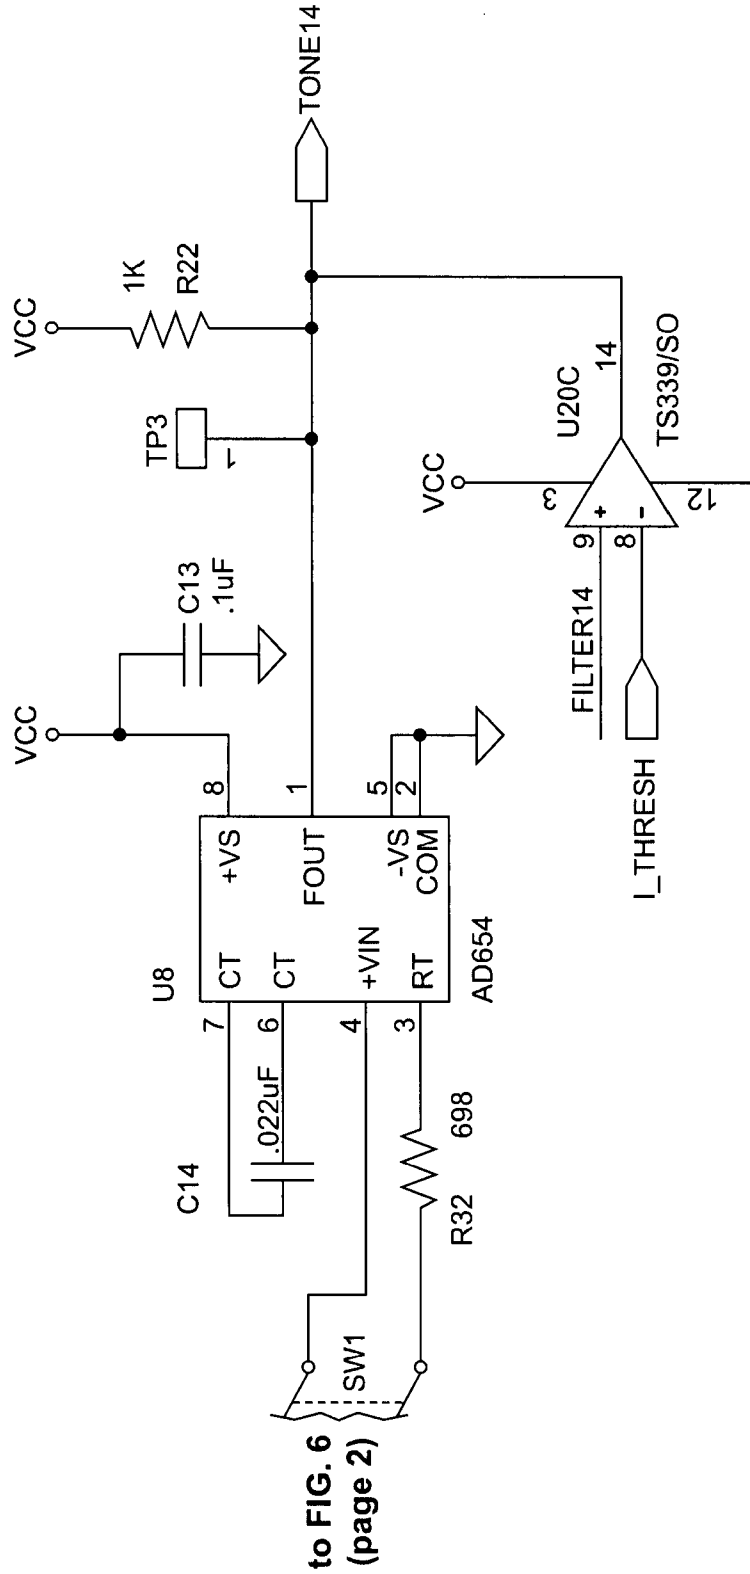 VCC
1K
R22
TONE14
TP3
1
VCC
C13
.1uF
VCC
U20C
3
14
TS339/SO
12
9
+
8
-
FILTER14
I_THRESH
U8
8
+VS
1
FOUT
5
-VS
2
COM
7
CT
6
CT
4
+VIN
3
RT
AD654
C14
.022uF
698
R32
SW1
to FIG. 6
(page 2)